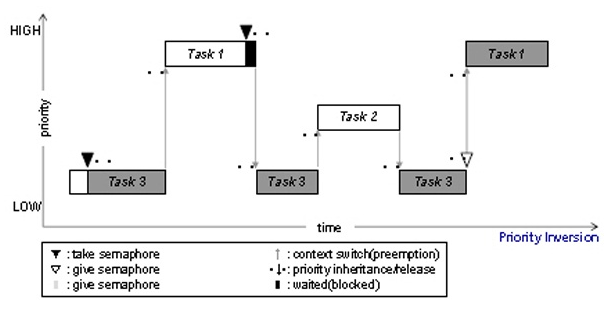 HIGH
Task 1
Task 1
priority
Task 2
Task 3
Task 3
Task 3
LOW
time
Priority Inversion
: take semaphore
: context switch(preemption)
: give semaphore
: priority inheritance/release
: give semaphore
: waited(blocked)